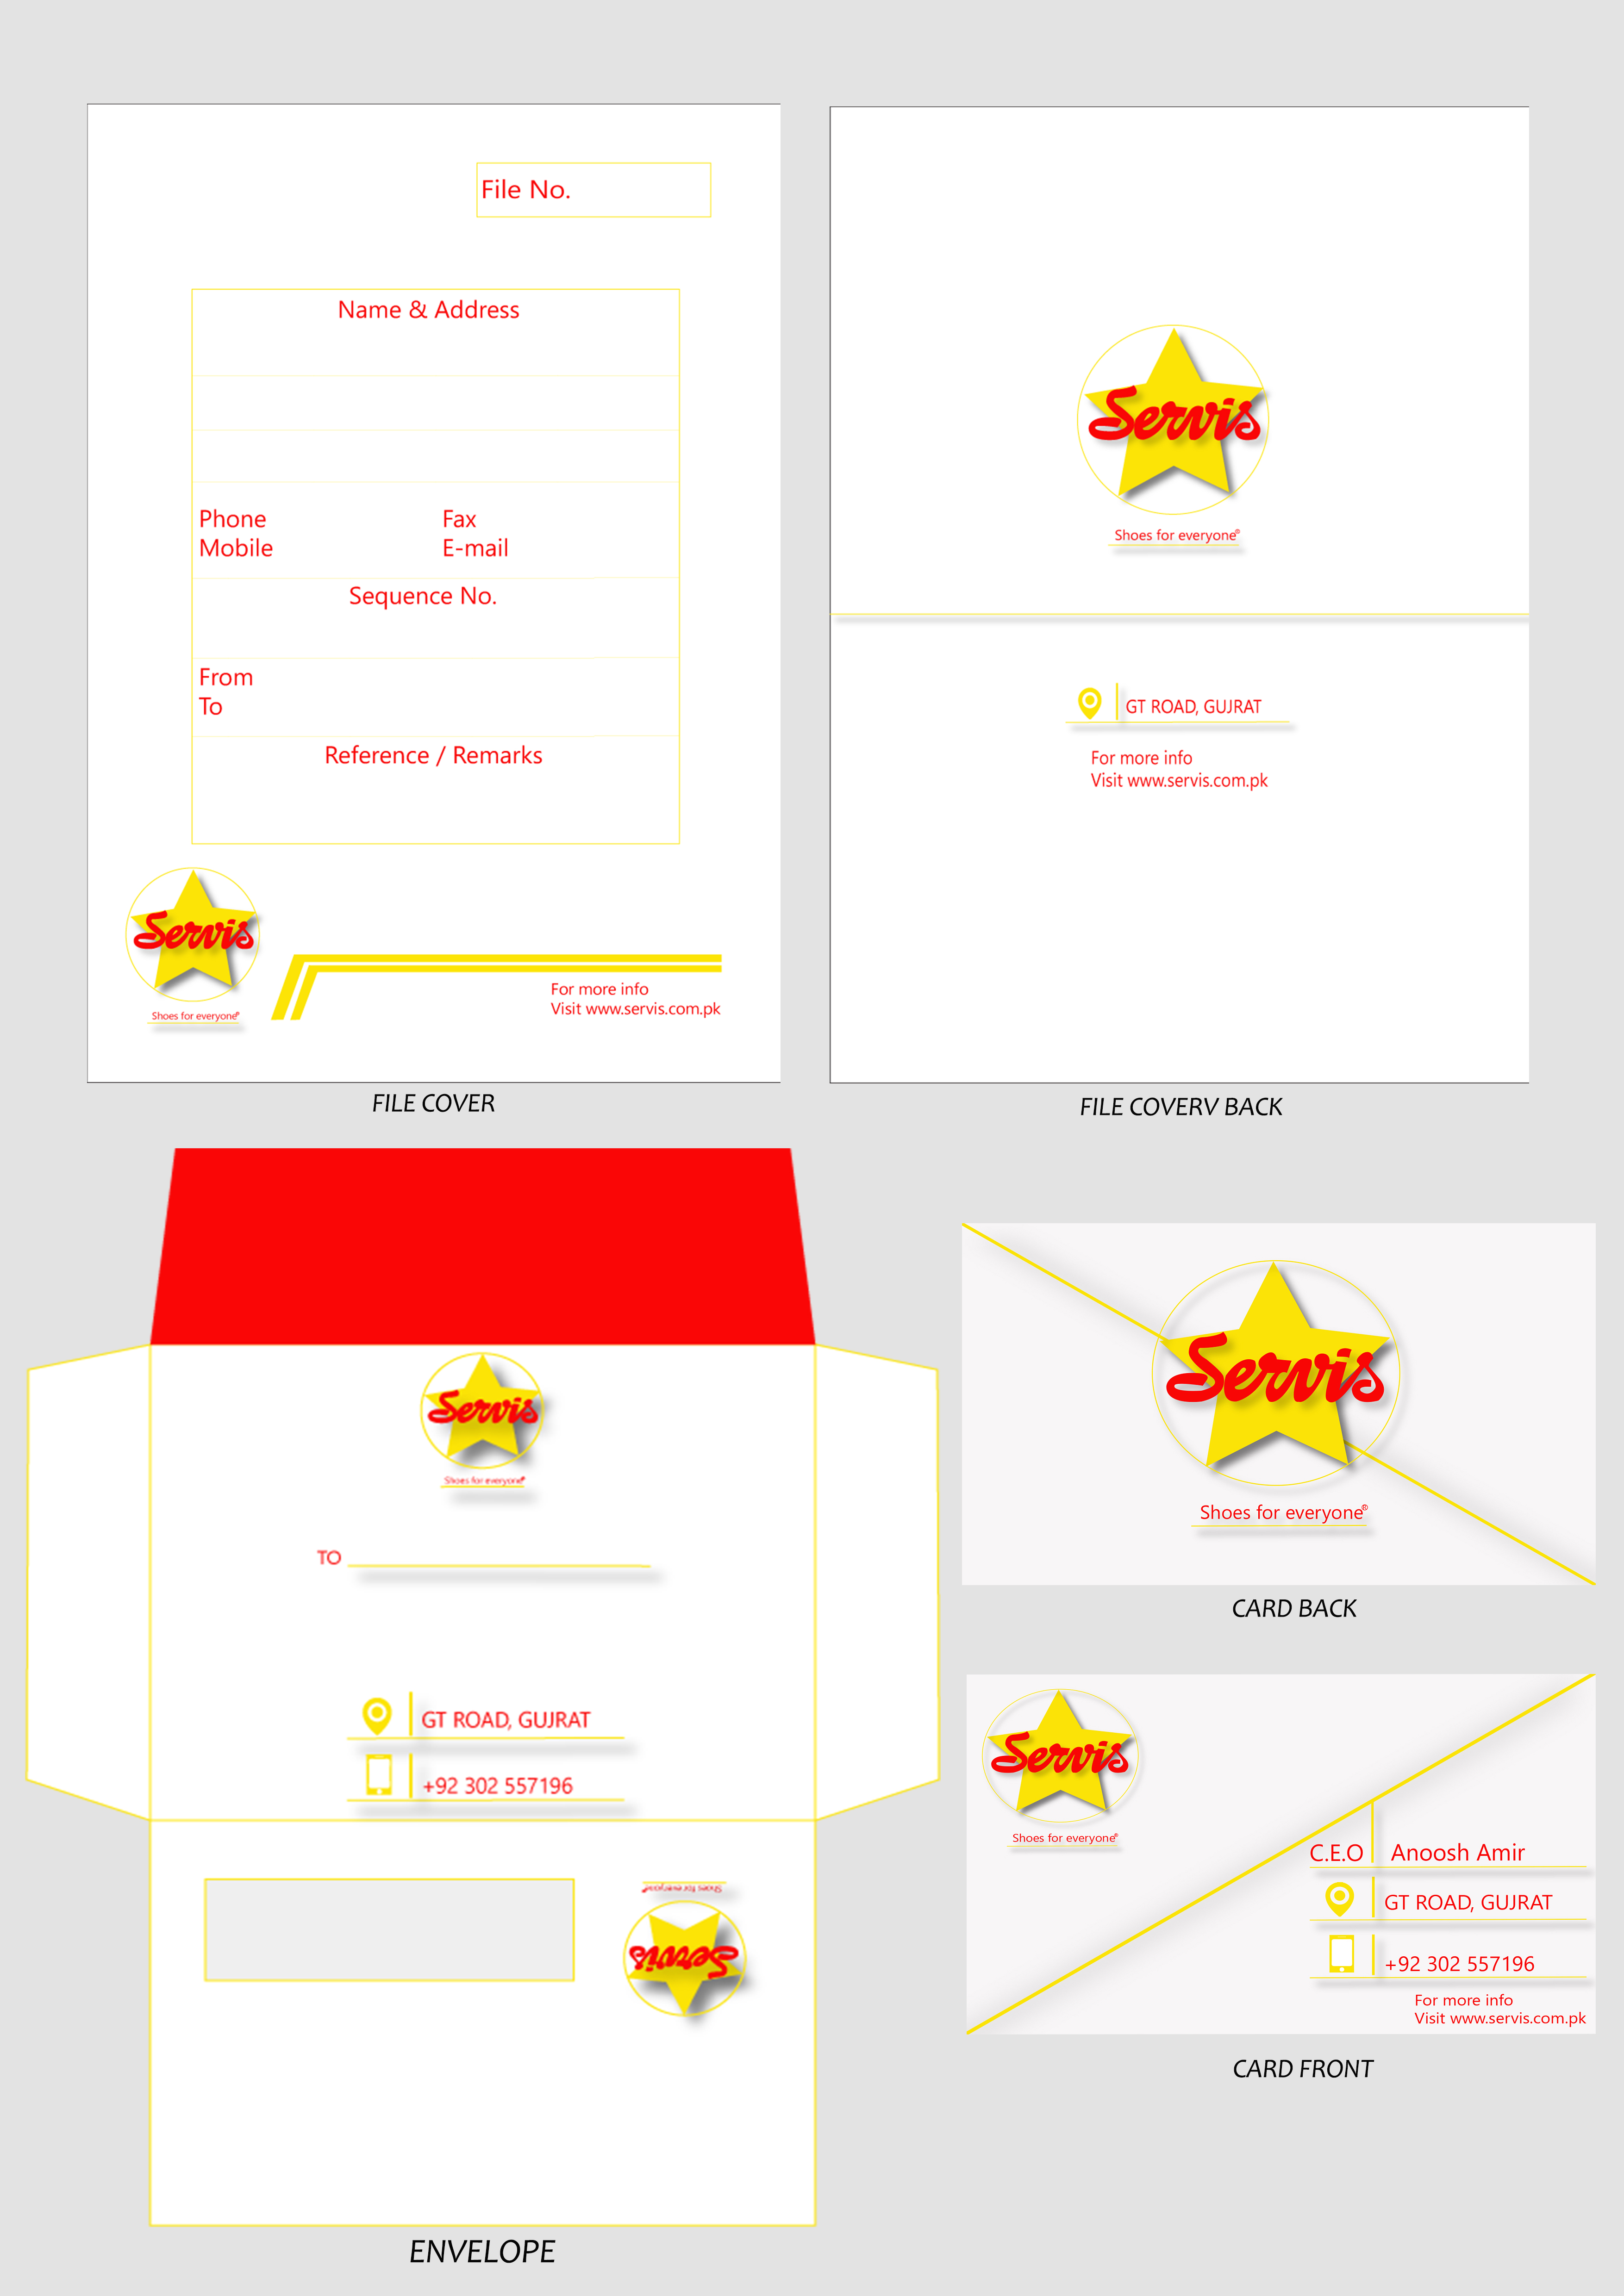 File No.
Name & Address
Phone Fax
Mobile E-mail
Sequence No.
From
To
Reference / Remarks
Servis
Shoes for everyone®
For more info
Visit www.servis.com.pk
FILE COVER
Servis
Shoes for everyone®
GT ROAD, GUJRAT
For more info
Visit www.servis.com.pk
FILE COVERV BACK
Servis
Shoes for everyone®
TO
GT ROAD, GUJRAT
+92 302 557196
Shoes for everyone®
Servis
ENVELOPE
Servis
Shoes for everyone®
CARD BACK
Servis
Shoes for everyone®
C.E.O Anoosh Amir
GT ROAD, GUJRAT
+92 302 557196
For more info
Visit www.servis.com.pk
CARD FRONT